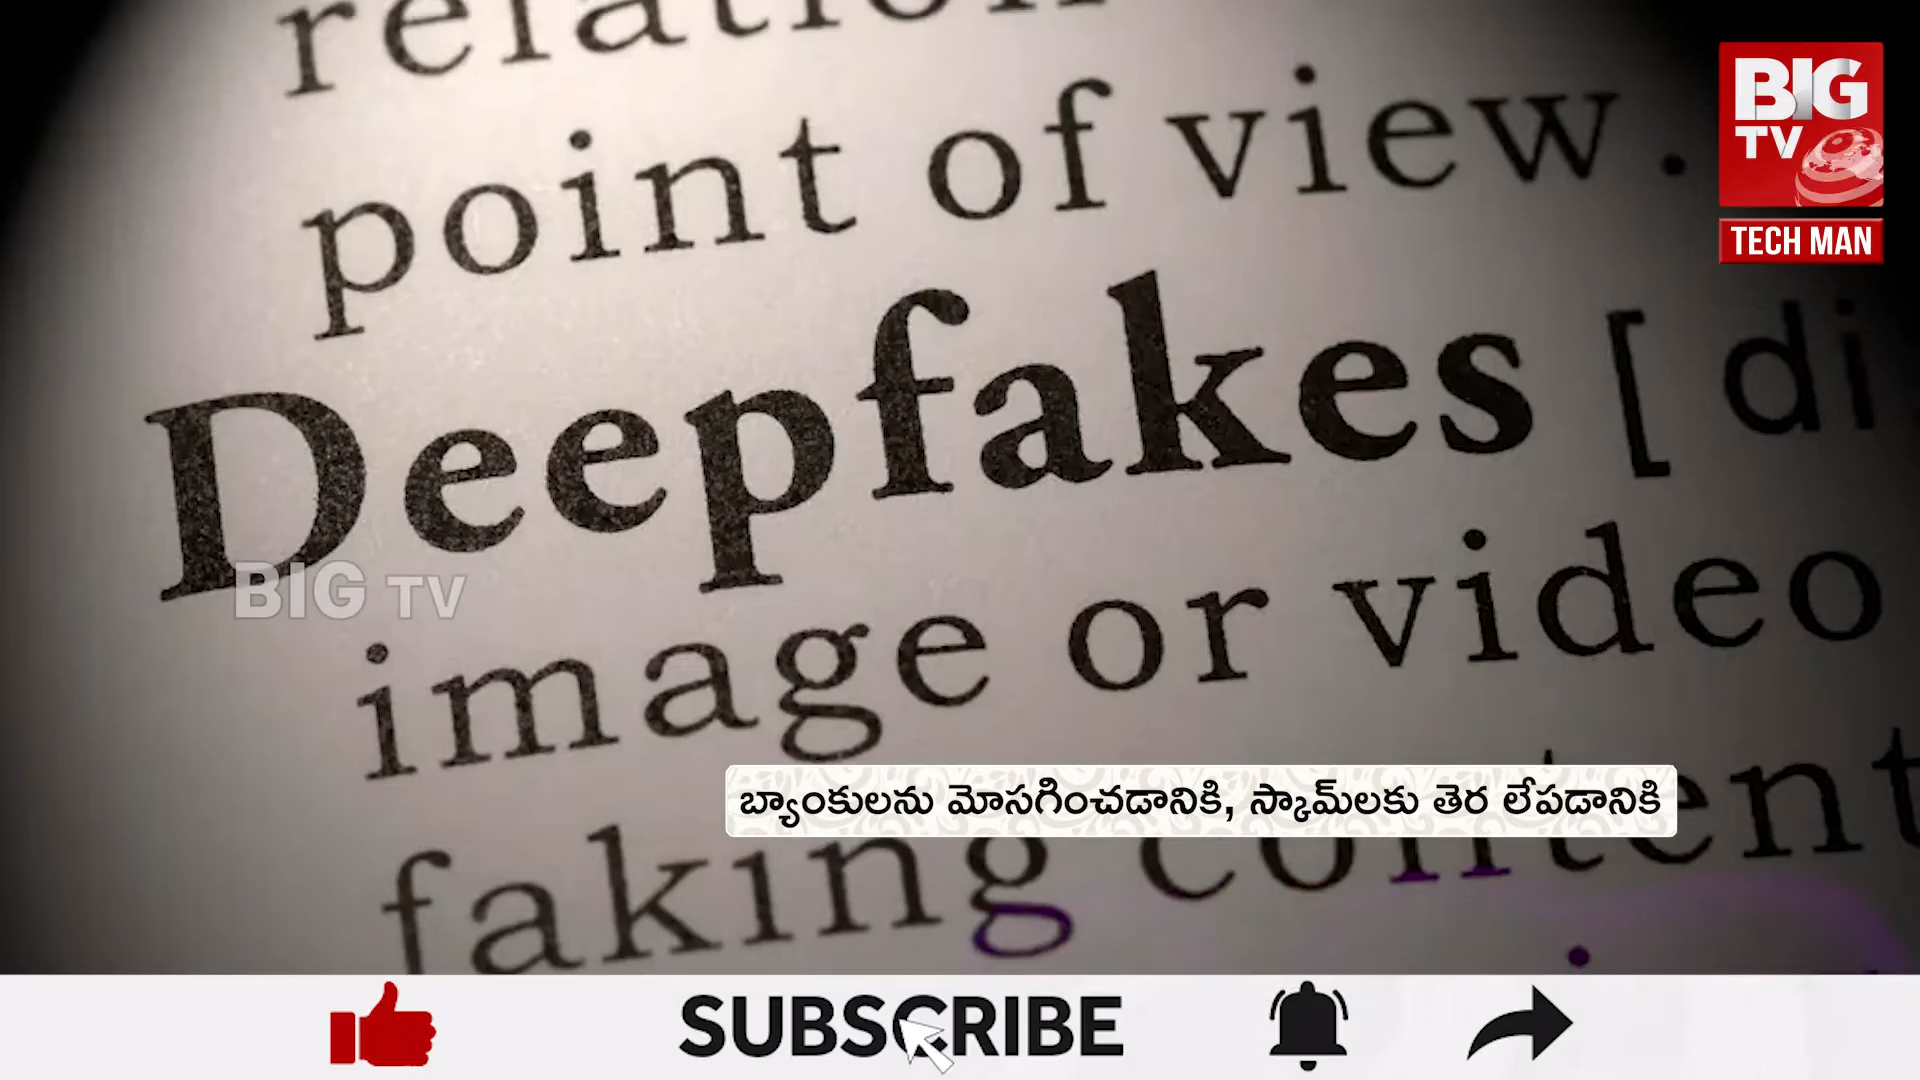 relation
point of view.
Deepfakes [ di
image or video
faking content
BIG TV
TECH MAN
BIG TV
బ్యాంకులను మోసగించడానికి, స్కామ్‌లకు తెర లేపడానికి
SUBSCRIBE